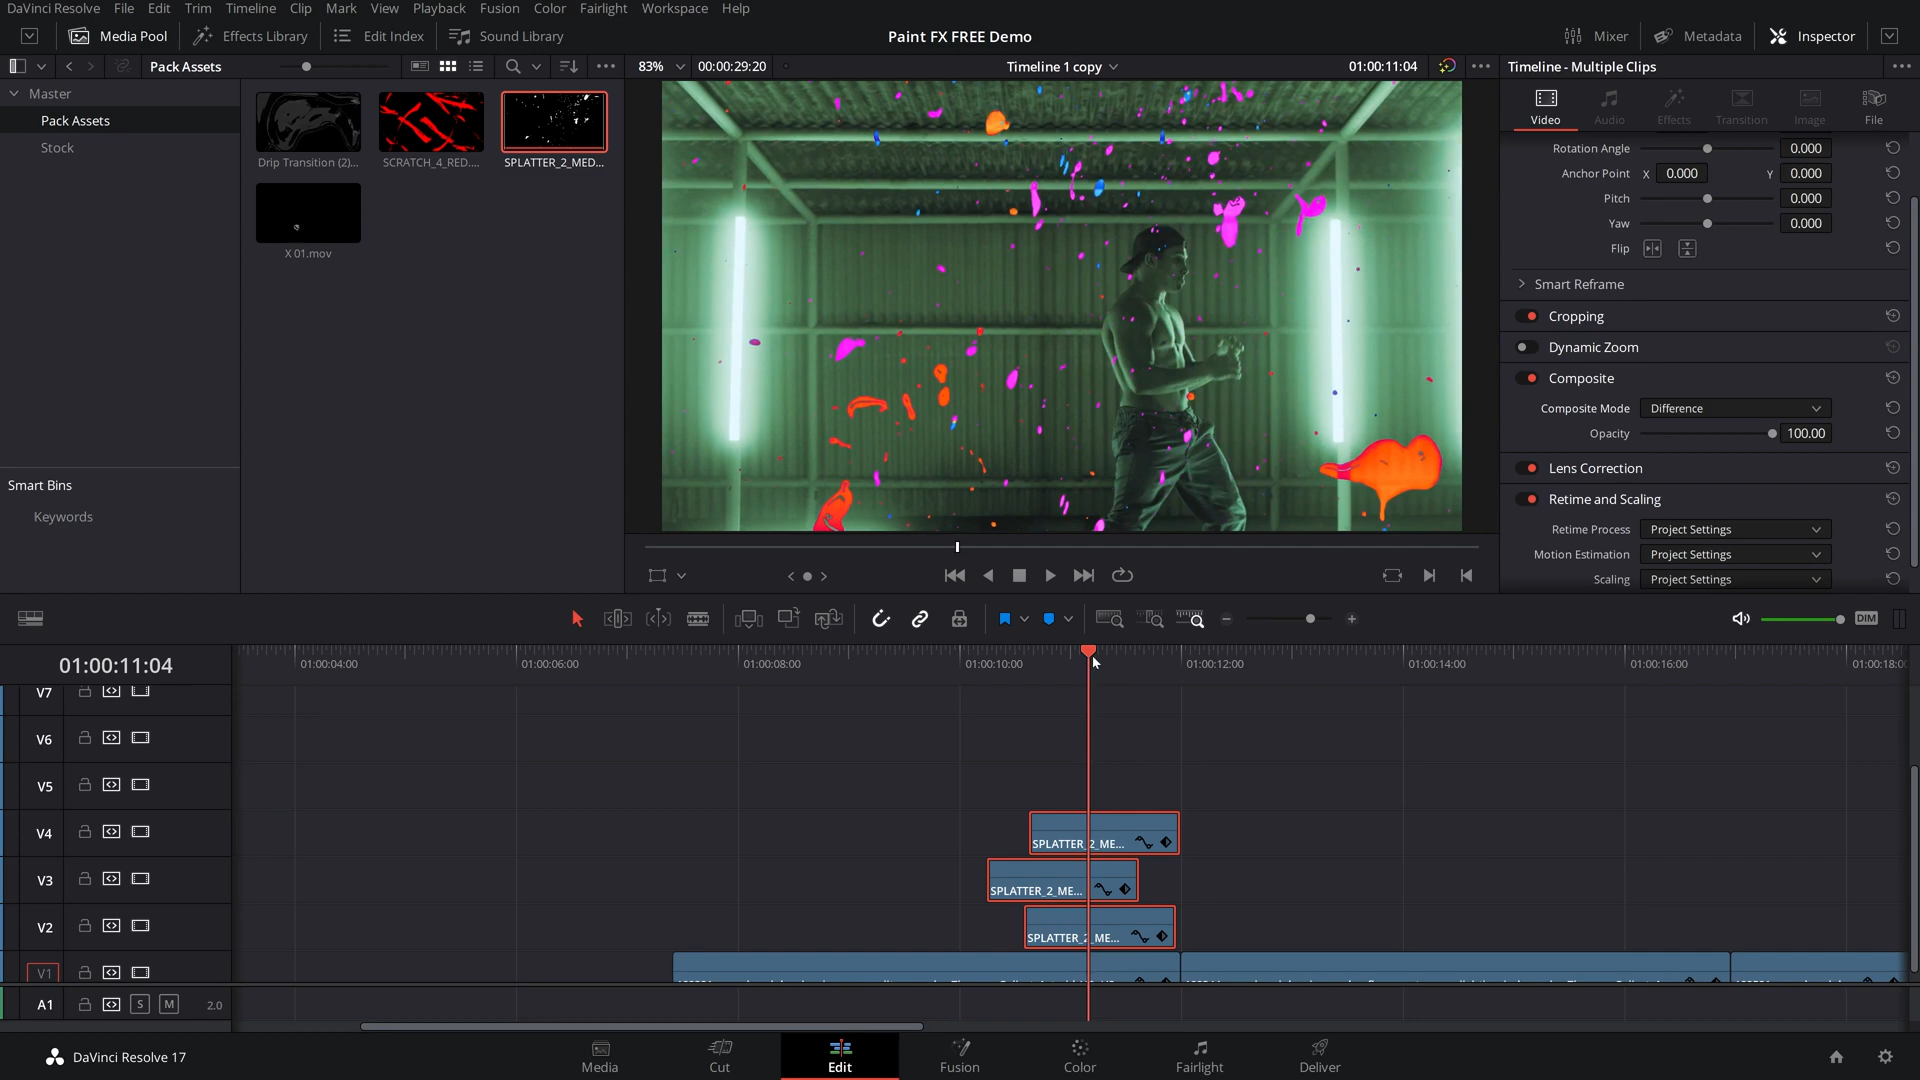 DaVinci Resolve File Edit Trim Timeline Clip Mark View Playback Fusion Color Fairlight Workspace Help
Media Pool Effects Library Edit Index Sound Library Paint FX FREE Demo Mixer Metadata Inspector
Pack Assets 83% 00:00:29:20 Timeline 1 copy 01:00:11:04 Timeline - Multiple Clips
Master
Pack Assets
Stock
Drip Transition (2)... SCRATCH_4_RED.... SPLATTER_2_MED...
X 01.mov
Smart Bins
Keywords
Video Audio Effects Transition Image File
Rotation Angle 0.000
Anchor Point X 0.000 Y 0.000
Pitch 0.000
Yaw 0.000
Flip
Smart Reframe
Cropping
Dynamic Zoom
Composite
Composite Mode Difference
Opacity 100.00
Lens Correction
Retime and Scaling
Retime Process Project Settings
Motion Estimation Project Settings
Scaling Project Settings
DIM
01:00:11:04 01:00:04:00 01:00:06:00 01:00:08:00 01:00:10:00 01:00:12:00 01:00:14:00 01:00:16:00 01:00:18:00
V7
V6
V5
V4 SPLATTER_2_ME...
V3 SPLATTER_2_ME...
V2 SPLATTER_2_ME...
V1
A1 S M 2.0
DaVinci Resolve 17 Media Cut Edit Fusion Color Fairlight Deliver